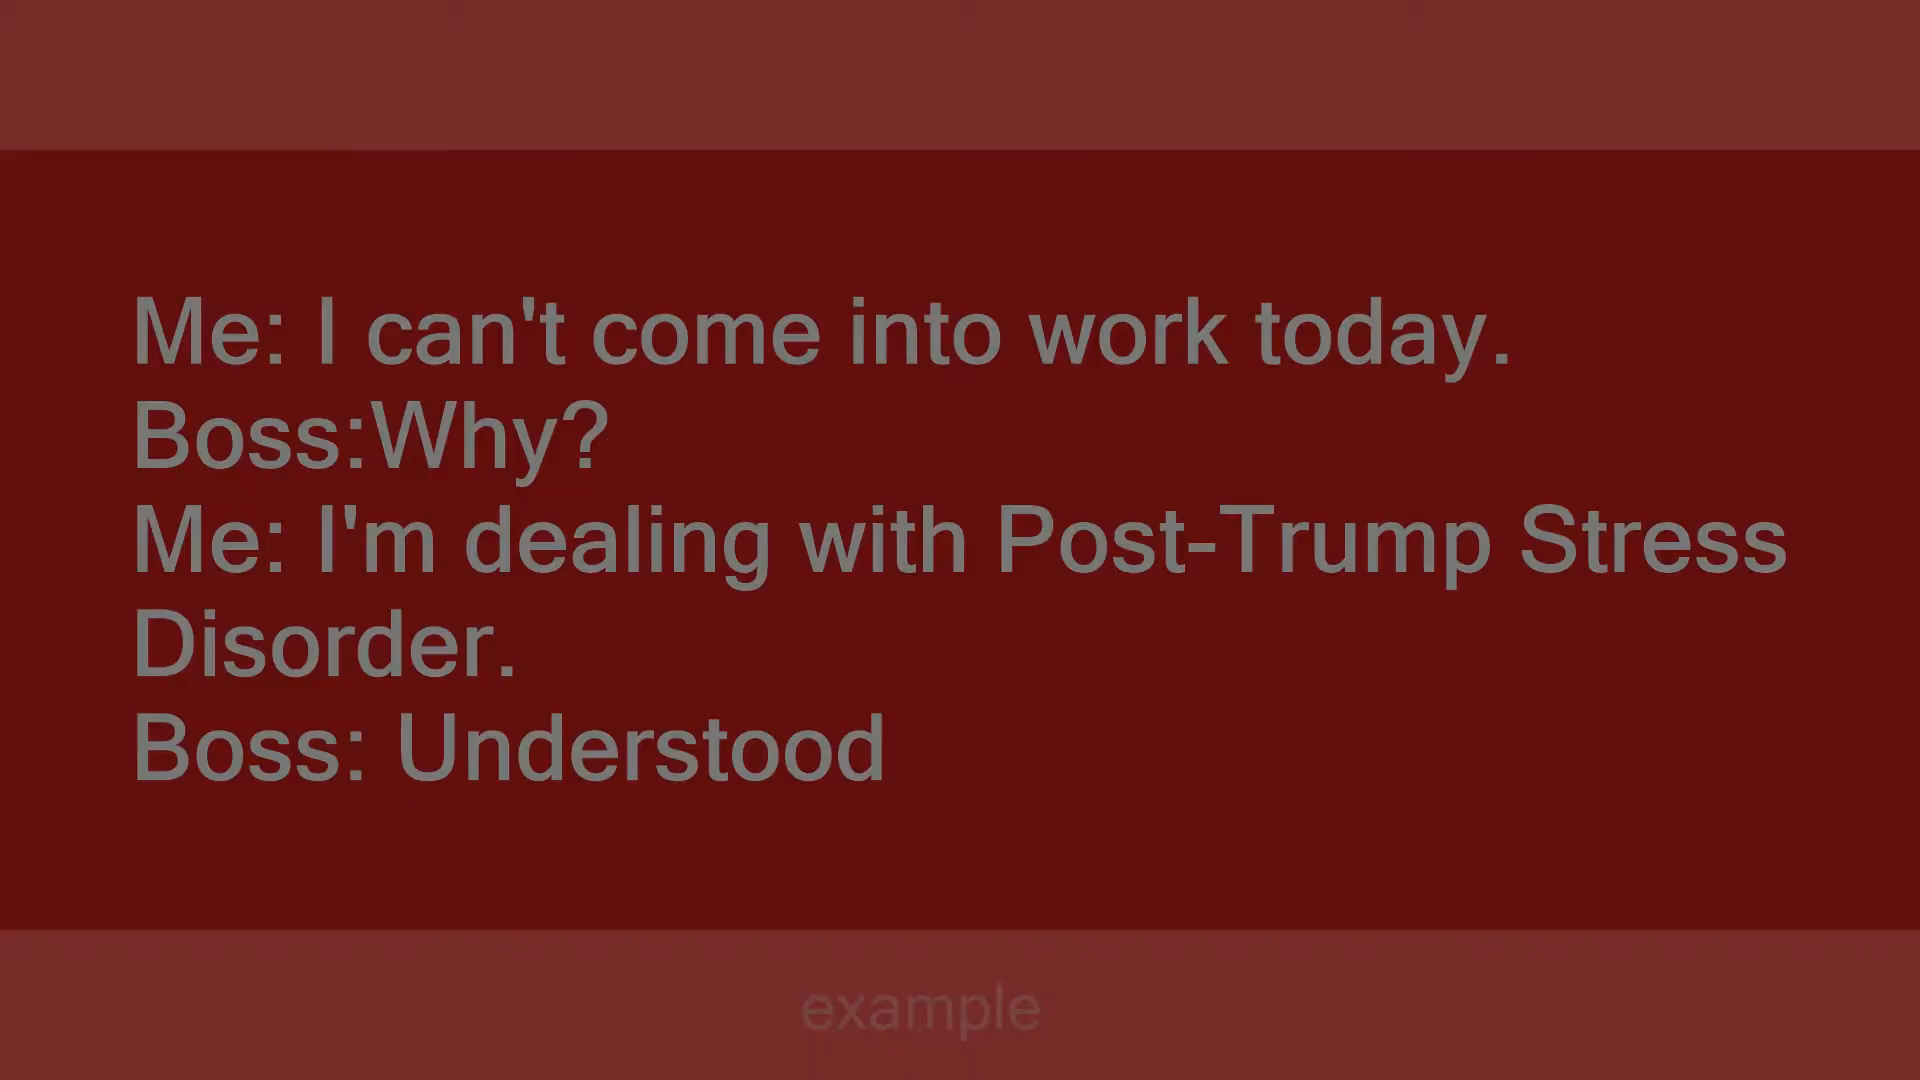 Me: I can't come into work today.
Boss:Why?
Me: I'm dealing with Post-Trump Stress
Disorder.
Boss: Understood
example